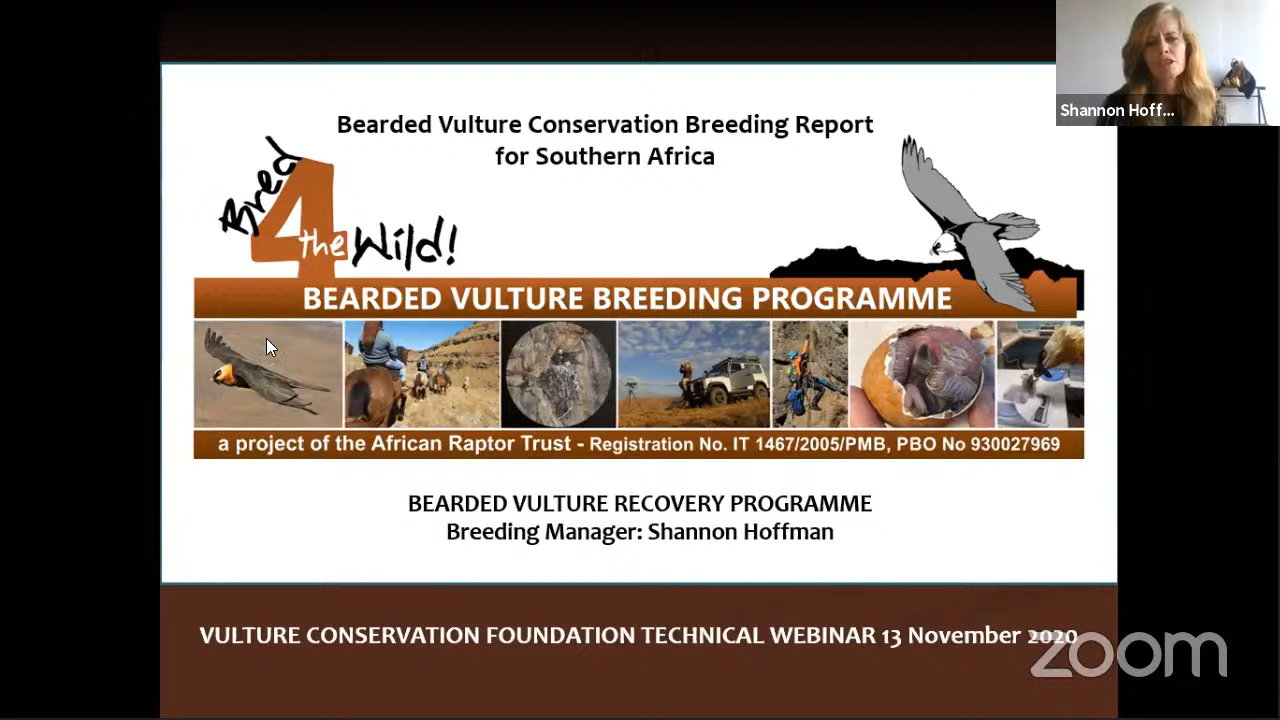 Shannon Hoff...
Bearded Vulture Conservation Breeding Report
for Southern Africa
Bred
4
the Wild!
BEARDED VULTURE BREEDING PROGRAMME
a project of the African Raptor Trust - Registration No. IT 1467/2005/PMB, PBO No 930027969
BEARDED VULTURE RECOVERY PROGRAMME
Breeding Manager: Shannon Hoffman
VULTURE CONSERVATION FOUNDATION TECHNICAL WEBINAR 13 November 2020
zoom